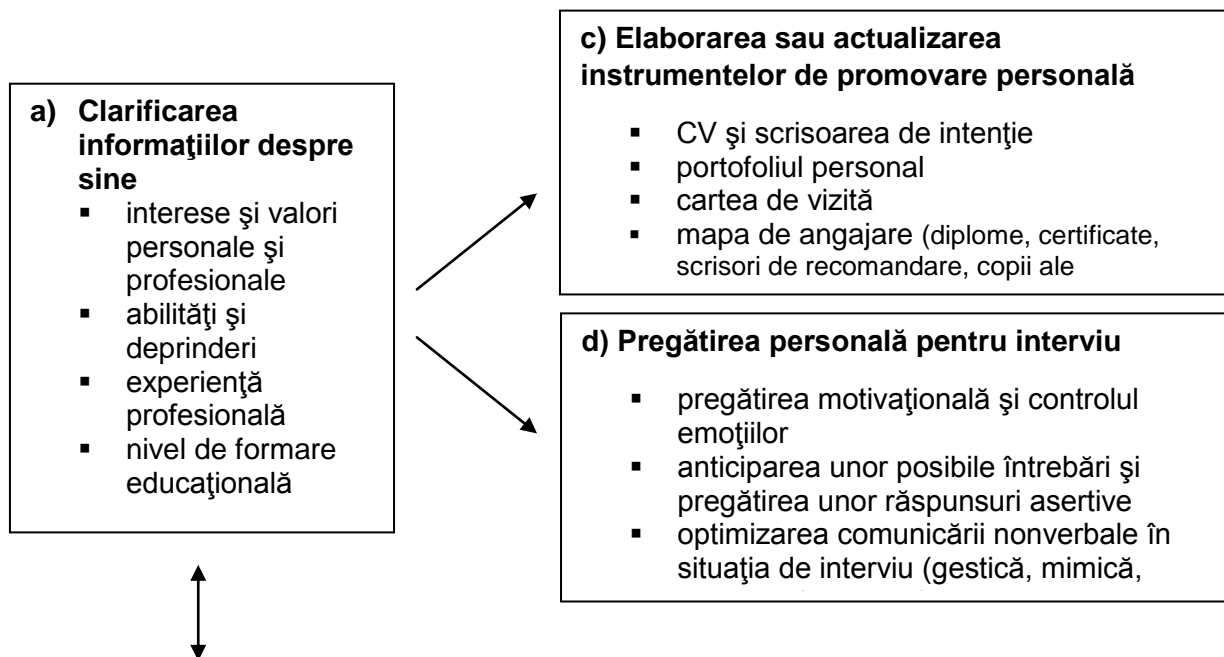 a) Clarificarea
informaţiilor despre
sine
▪ interese şi valori
personale şi
profesionale
▪ abilităţi şi
deprinderi
▪ experienţă
profesională
▪ nivel de formare
educaţională
c) Elaborarea sau actualizarea
instrumentelor de promovare personală
▪ CV şi scrisoarea de intenţie
▪ portofoliul personal
▪ cartea de vizită
▪ mapa de angajare (diplome, certificate,
scrisori de recomandare, copii ale
d) Pregătirea personală pentru interviu
▪ pregătirea motivaţională şi controlul
emoţiilor
▪ anticiparea unor posibile întrebări şi
pregătirea unor răspunsuri asertive
▪ optimizarea comunicării nonverbale în
situaţia de interviu (gestică, mimică,